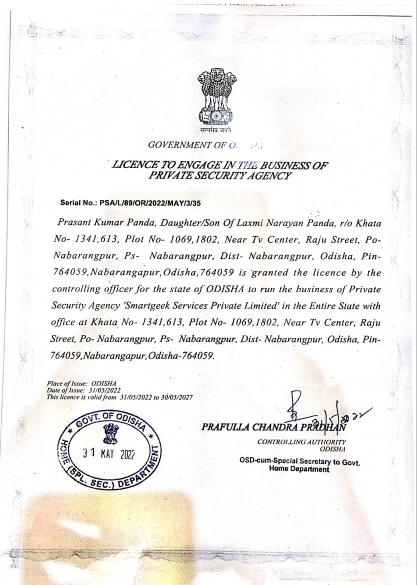 सत्यमेव जयते
GOVERNMENT OF
LICENCE TO ENGAGE IN THE BUSINESS OF
PRIVATE SECURITY AGENCY
Serial No.: PSA/L/89/OR/2022/MAY/3/35
Prasant Kumar Panda, Daughter/Son Of Laxmi Narayan Panda, r/o Khata
No- 1341,613, Plot No- 1069,1802, Near Tv Center, Raju Street, Po-
Nabarangpur, Ps- Nabarangpur, Dist- Nabarangpur, Odisha, Pin-
764059,Nabarangapur,Odisha,764059 is granted the licence by the
controlling officer for the state of ODISHA to run the business of Private
Security Agency 'Smartgeek Services Private Limited' in the Entire State with
office at Khata No- 1341,613, Plot No- 1069,1802, Near Tv Center, Raju
Street, Po- Nabarangpur, Ps- Nabarangpur, Dist- Nabarangpur, Odisha, Pin-
764059,Nabarangapur,Odisha-764059.
Place of Issue: ODISHA
Date of Issue: 31/05/2022
This licence is valid from 31/05/2022 to 30/05/2027
GOVT. OF ODISHA
31 MAY 2022
HOME (SPL. SEC.) DEPARTMENT
31/05/2022
PRAFULLA CHANDRA PRADHAN
CONTROLLING AUTHORITY
ODISHA
OSD-cum-Special Secretary to Govt.
Home Department